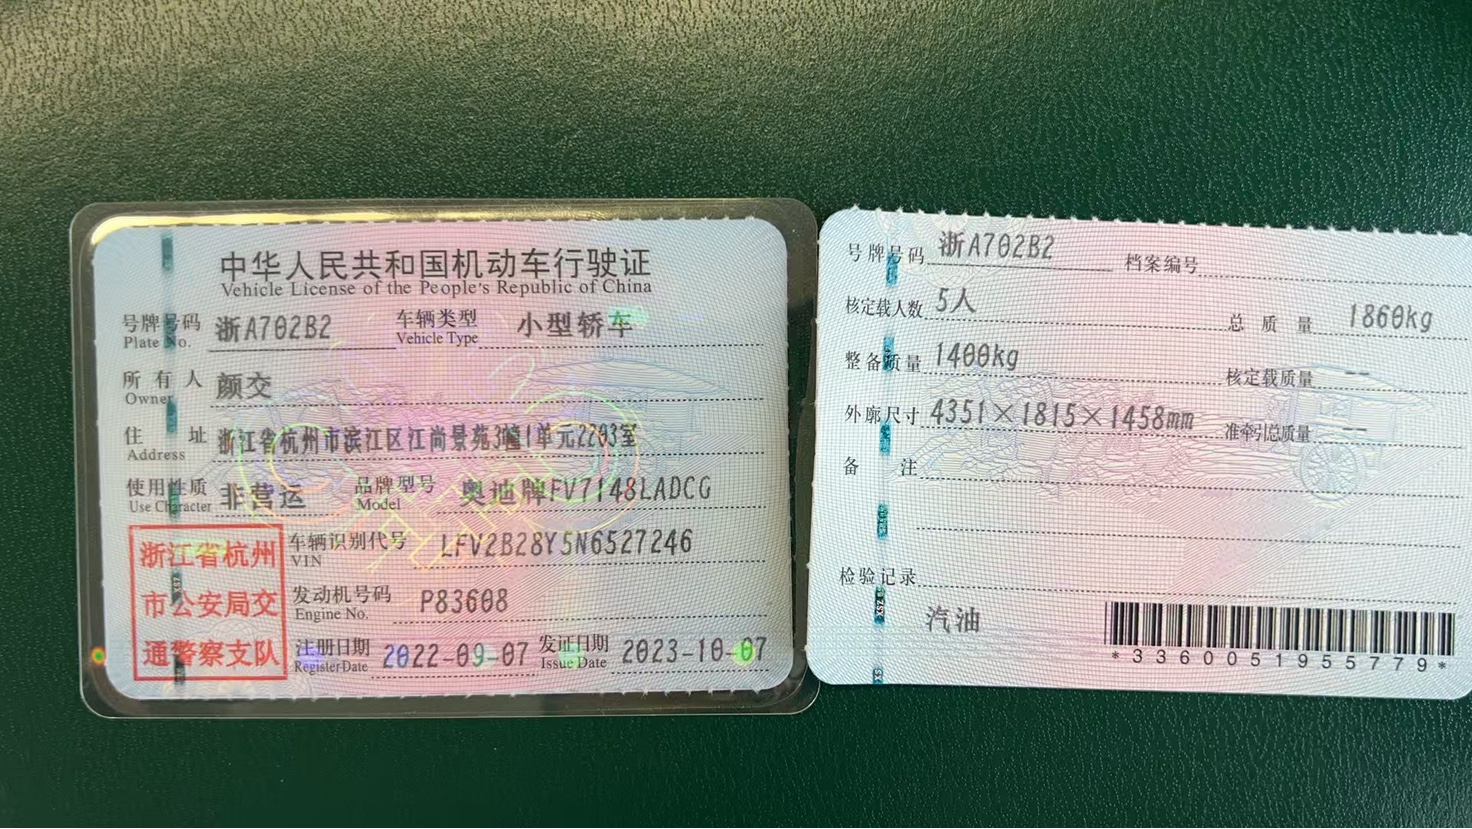 中华人民共和国机动车行驶证
Vehicle License of the People's Republic of China
号牌号码 浙A702B2 车辆类型 小型轿车
Plate No. Vehicle Type
所有人 颜交
Owner
住址 浙江省杭州市滨江区江尚景苑3幢1单元2203室
Address
使用性质 非营运 品牌型号 奥迪牌FV7148LADCG
Use Character Model
浙江省杭州
市公安局交
通警察支队
车辆识别代号 LFV2B28Y5N6527246
VIN
发动机号码 P83608
Engine No.
注册日期 2022-09-07 发证日期 2023-10-07
Register Date Issue Date
号牌号码 浙A702B2 档案编号
核定载人数 5人 总质量 1860kg
整备质量 1400kg 核定载质量 --
外廓尺寸 4351×1815×1458mm 准牵引总质量 --
备注
检验记录
汽油
*3360051955779*